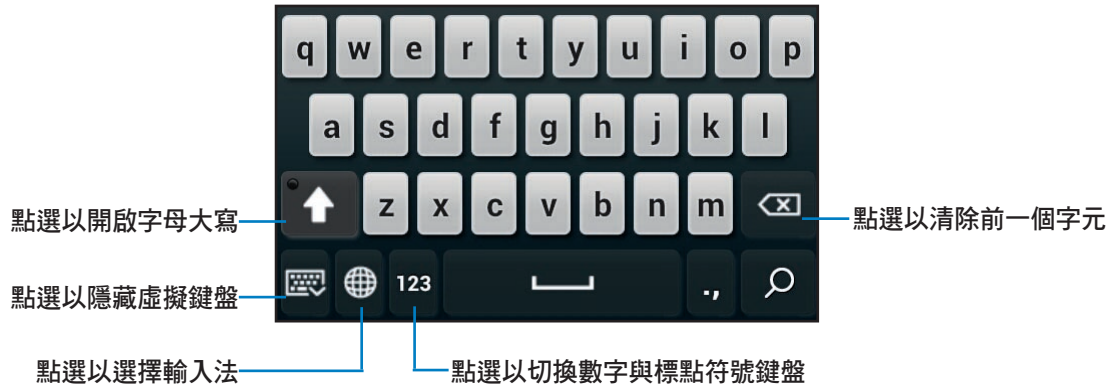 q w e r t y u i o p
a s d f g h j k l
z x c v b n m
點選以開啟字母大寫
點選以清除前一個字元
123 .,
點選以隱藏虛擬鍵盤
點選以選擇輸入法
點選以切換數字與標點符號鍵盤